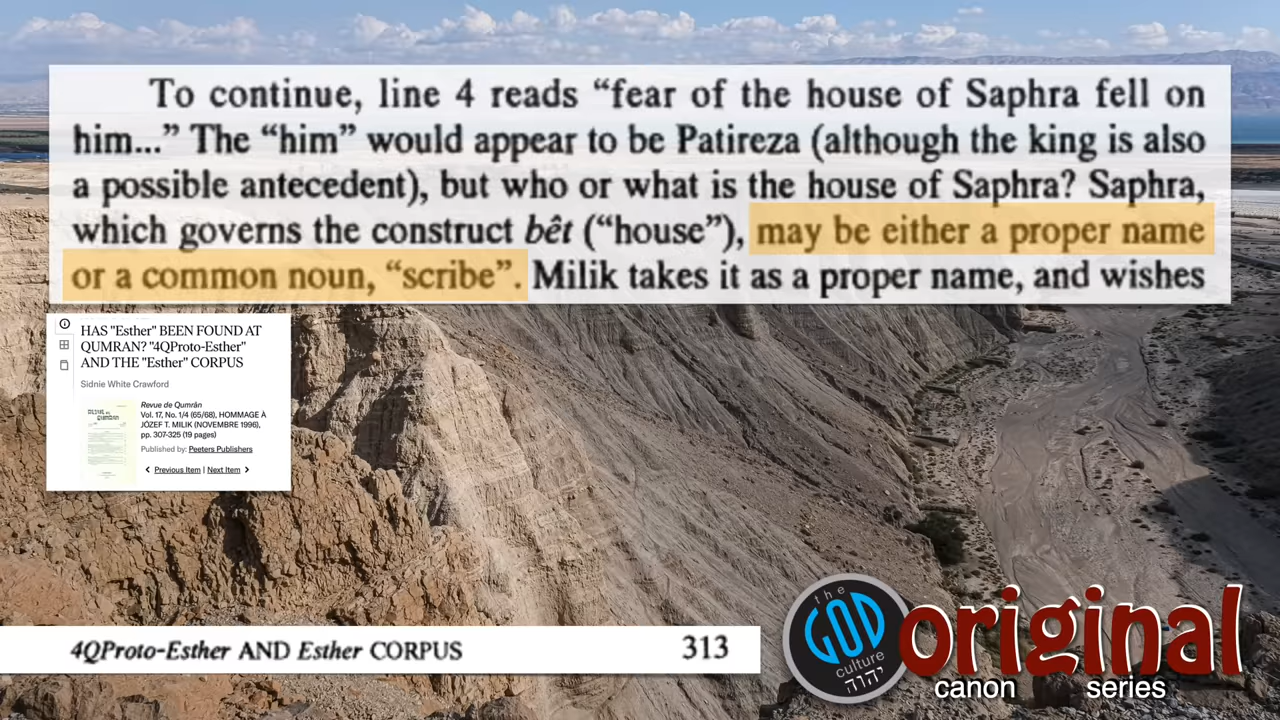 To continue, line 4 reads “fear of the house of Saphra fell on
him...” The “him” would appear to be Patireza (although the king is also
a possible antecedent), but who or what is the house of Saphra? Saphra,
which governs the construct bêt (“house”), may be either a proper name
or a common noun, “scribe”. Milik takes it as a proper name, and wishes
HAS "Esther" BEEN FOUND AT
QUMRAN? "4QProto-Esther"
AND THE "Esther" CORPUS
Sidnie White Crawford
Revue de Qumrân
Vol. 17, No. 1/4 (65/68), HOMMAGE À
JÓZEF T. MILIK (NOVEMBRE 1996),
pp. 307-325 (19 pages)
Published by: Peeters Publishers
Previous Item | Next Item
4QProto-Esther AND Esther CORPUS 313
the
GOD
culture
יהוה
original
canon series